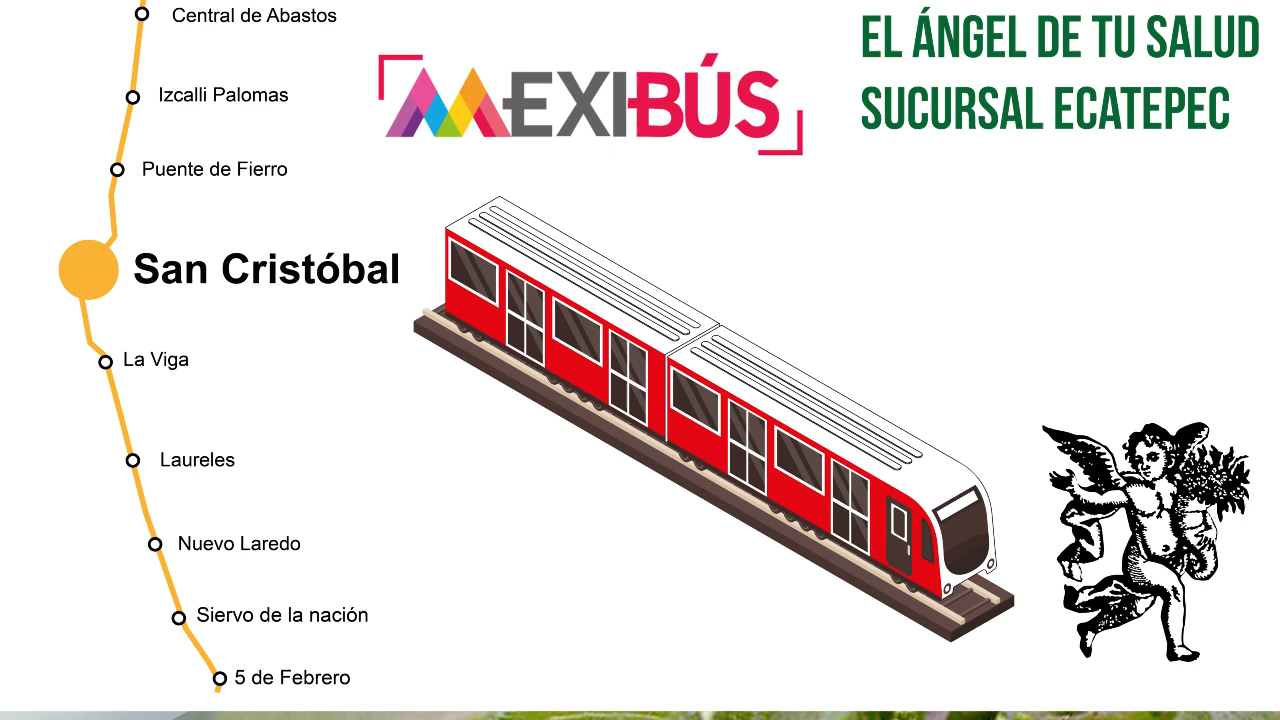 Central de Abastos
Izcalli Palomas
Puente de Fierro
San Cristóbal
La Viga
Laureles
Nuevo Laredo
Siervo de la nación
5 de Febrero
MEXIBÚS
EL ÁNGEL DE TU SALUD
SUCURSAL ECATEPEC